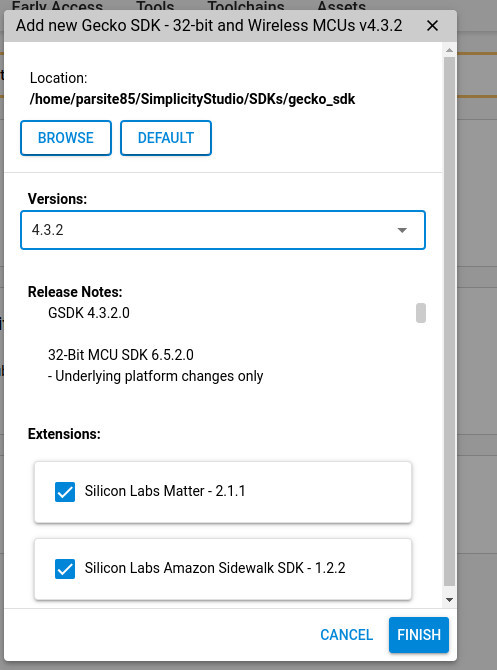 Early Access Tools Toolchains Assets
Add new Gecko SDK - 32-bit and Wireless MCUs v4.3.2
Location:
/home/parsite85/SimplicityStudio/SDKs/gecko_sdk
BROWSE DEFAULT
Versions:
4.3.2
Release Notes:
GSDK 4.3.2.0
32-Bit MCU SDK 6.5.2.0
- Underlying platform changes only
Extensions:
Silicon Labs Matter - 2.1.1
Silicon Labs Amazon Sidewalk SDK - 1.2.2
CANCEL FINISH